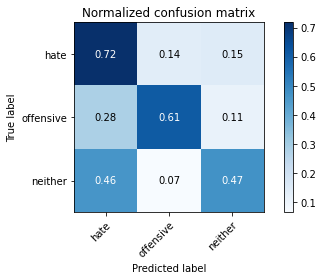 Normalized confusion matrix
True label
hate
0.72 0.14 0.15
offensive
0.28 0.61 0.11
neither
0.46 0.07 0.47
hate
offensive
neither
Predicted label
0.7
0.6
0.5
0.4
0.3
0.2
0.1